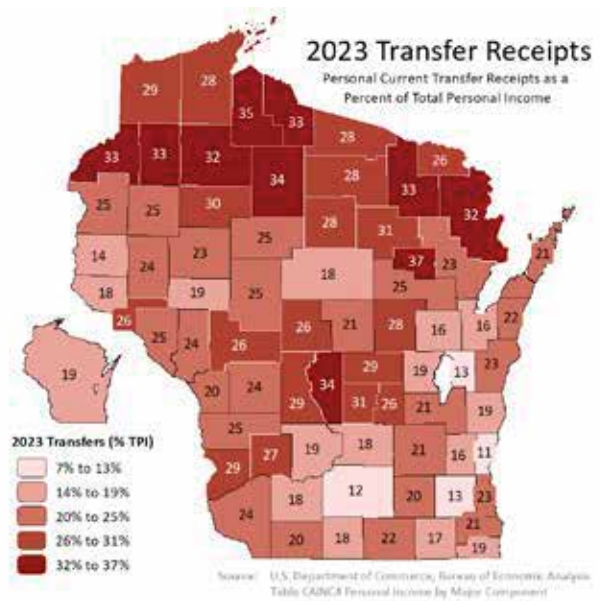 2023 Transfer Receipts
Personal Current Transfer Receipts as a
Percent of Total Personal Income
29 28
35 33
28
33 33 32 34 28 33 26 32
25 25 30 28 31
25 37 23 21
14 24 23 18 25
18 19 25
26 25 24 26 26 21 28 16 16 22
19 20 24 29 34 29 19 13 23
31 26 21 19
25 19 18
29 27 21 16 11
24 18 12 20 13 23
20 18 22 17 21 19
2023 Transfers (% TPI)
7% to 13%
14% to 19%
20% to 25%
26% to 31%
32% to 37%
Source: U.S. Department of Commerce, Bureau of Economic Analysis
Table CAINC4 Personal Income by Major Component